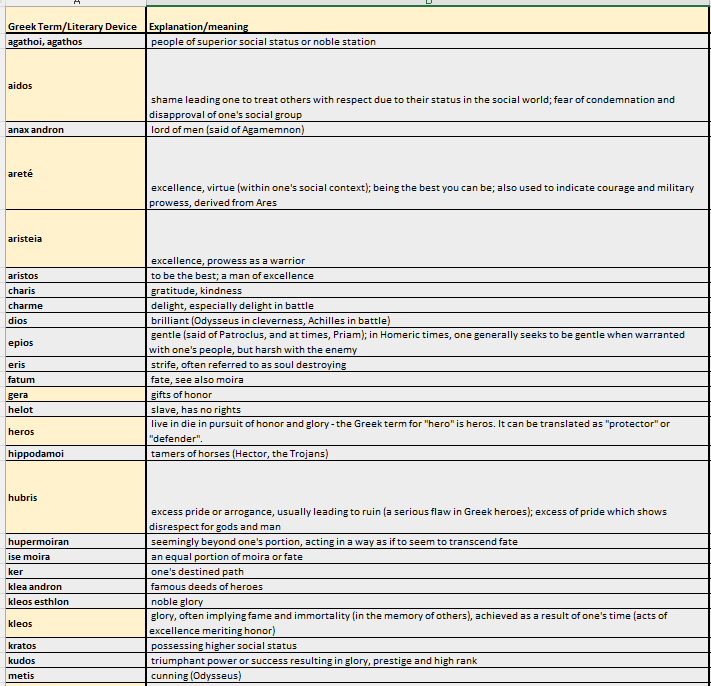 Greek Term/Literary Device Explanation/meaning
agathoi, agathos people of superior social status or noble station
aidos
shame leading one to treat others with respect due to their status in the social world; fear of condemnation and
disapproval of one's social group
anax andron lord of men (said of Agamemnon)
areté
excellence, virtue (within one's social context); being the best you can be; also used to indicate courage and military
prowess, derived from Ares
aristeia
excellence, prowess as a warrior
aristos to be the best; a man of excellence
charis gratitude, kindness
charme delight, especially delight in battle
dios brilliant (Odysseus in cleverness, Achilles in battle)
epios
gentle (said of Patroclus, and at times, Priam); in Homeric times, one generally seeks to be gentle when warranted
with one's people, but harsh with the enemy
eris strife, often referred to as soul destroying
fatum fate, see also moira
gera gifts of honor
helot slave, has no rights
heros
live in die in pursuit of honor and glory - the Greek term for "hero" is heros. It can be translated as "protector" or
"defender".
hippodamoi tamers of horses (Hector, the Trojans)
hubris
excess pride or arrogance, usually leading to ruin (a serious flaw in Greek heroes); excess of pride which shows
disrespect for gods and man
hupermoiran seemingly beyond one's portion, acting in a way as if to seem to transcend fate
ise moira an equal portion of moira or fate
ker one's destined path
klea andron famous deeds of heroes
kleos esthlon noble glory
kleos
glory, often implying fame and immortality (in the memory of others), achieved as a result of one's time (acts of
excellence meriting honor)
kratos possessing higher social status
kudos triumphant power or success resulting in glory, prestige and high rank
metis cunning (Odysseus)